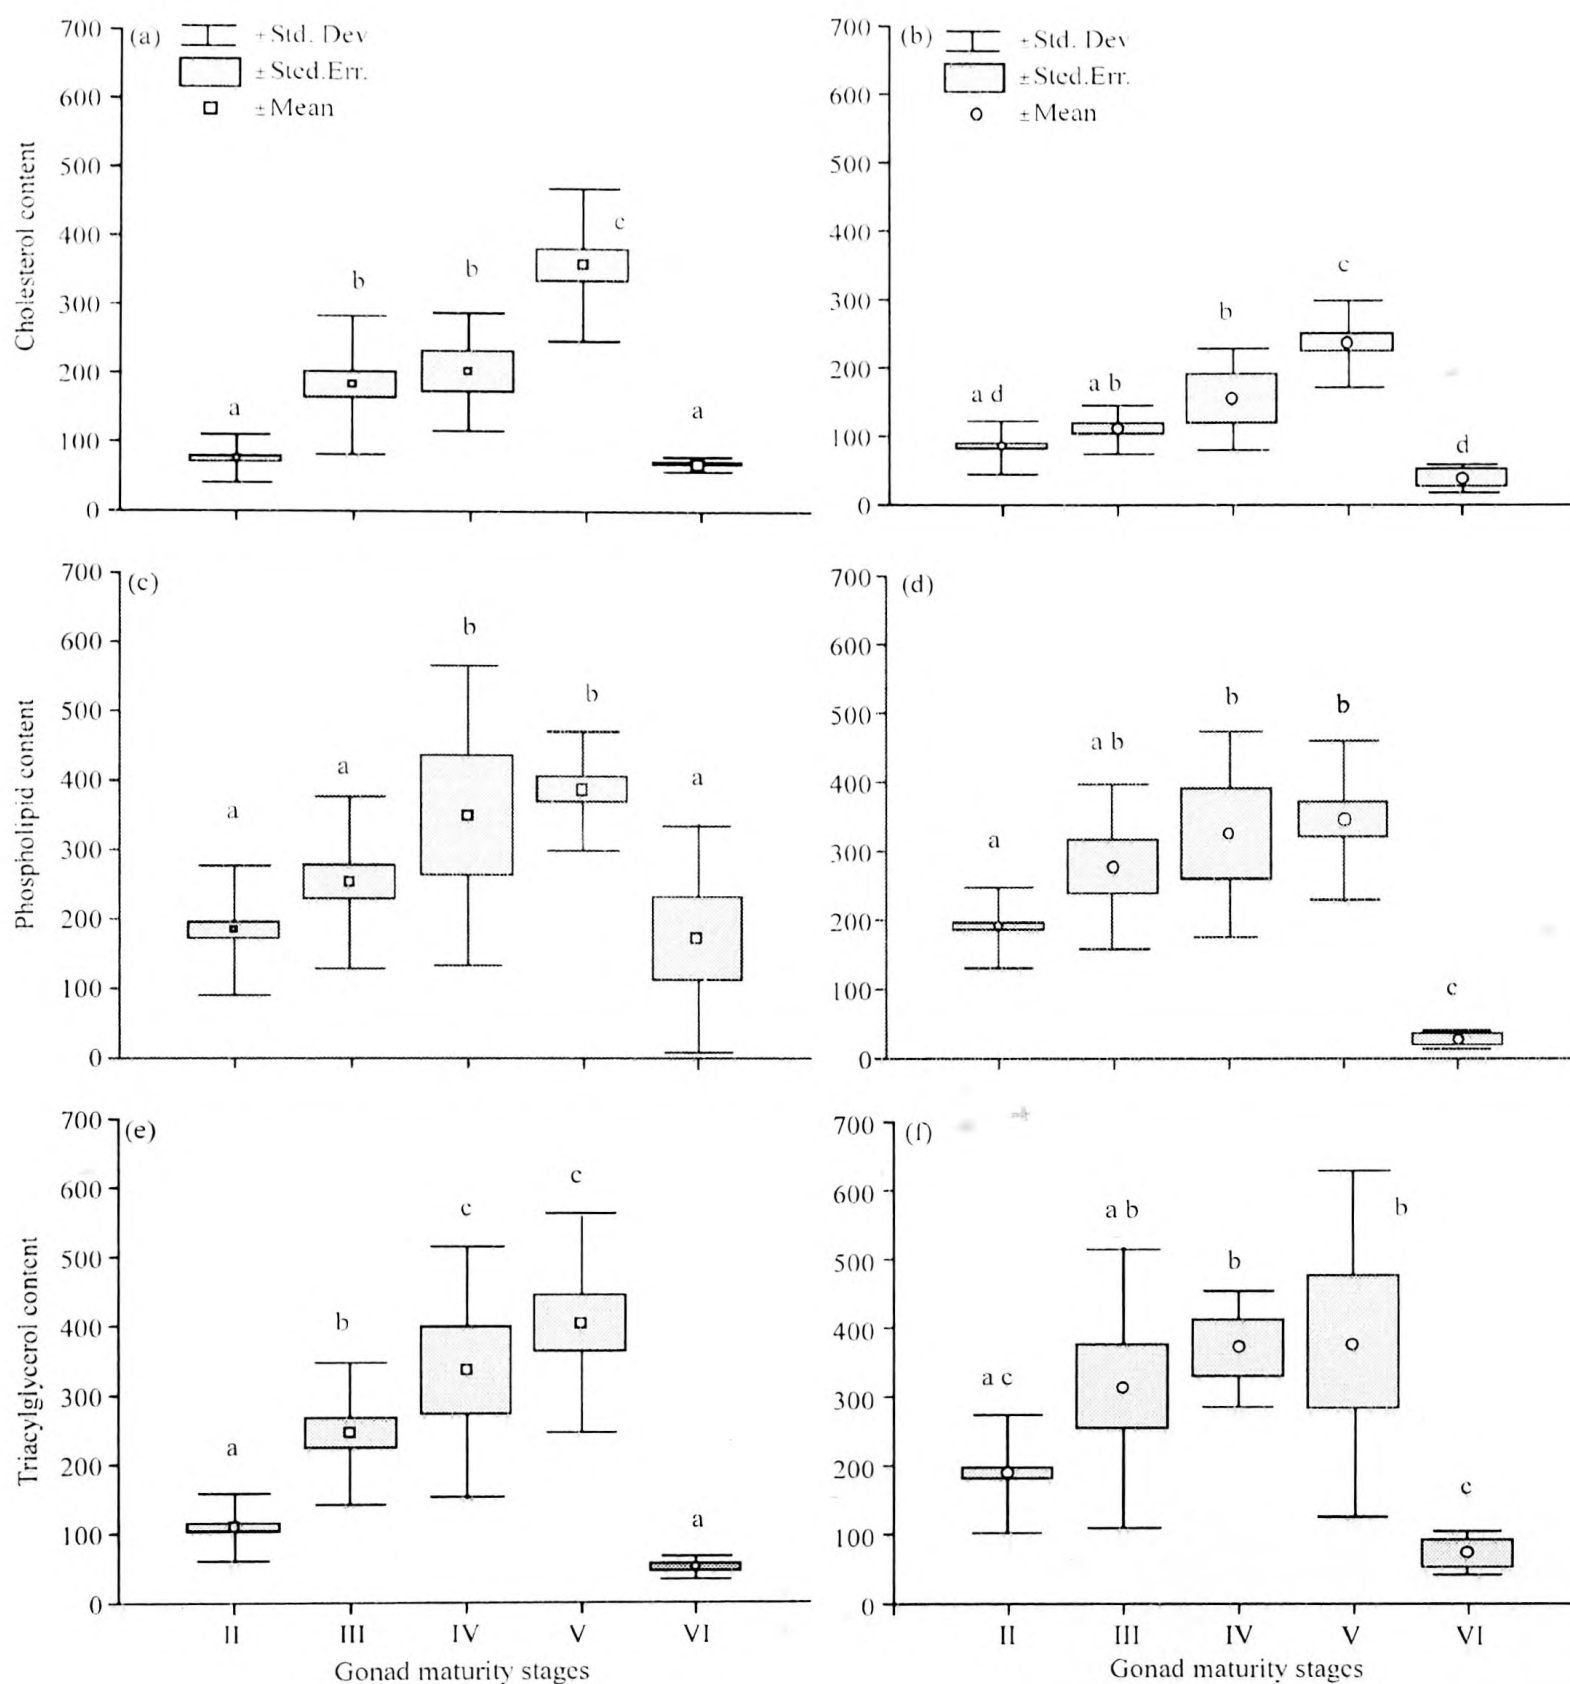 (a)
+Std. Dev
±Sted.Err.
±Mean
700
600
500
400
300
200
100
0
Cholesterol content
a
b
b
c
a
(b)
+Std. Dev
±Sted.Err.
±Mean
700
600
500
400
300
200
100
0
a d
a b
b
c
d
(c)
700
600
500
400
300
200
100
0
Phospholipid content
a
a
b
b
a
(d)
700
600
500
400
300
200
100
0
a
a b
b
b
c
(e)
700
600
500
400
300
200
100
0
Triacylglycerol content
a
b
c
c
a
II III IV V VI
Gonad maturity stages
(f)
700
600
500
400
300
200
100
0
a c
a b
b
b
c
II III IV V VI
Gonad maturity stages